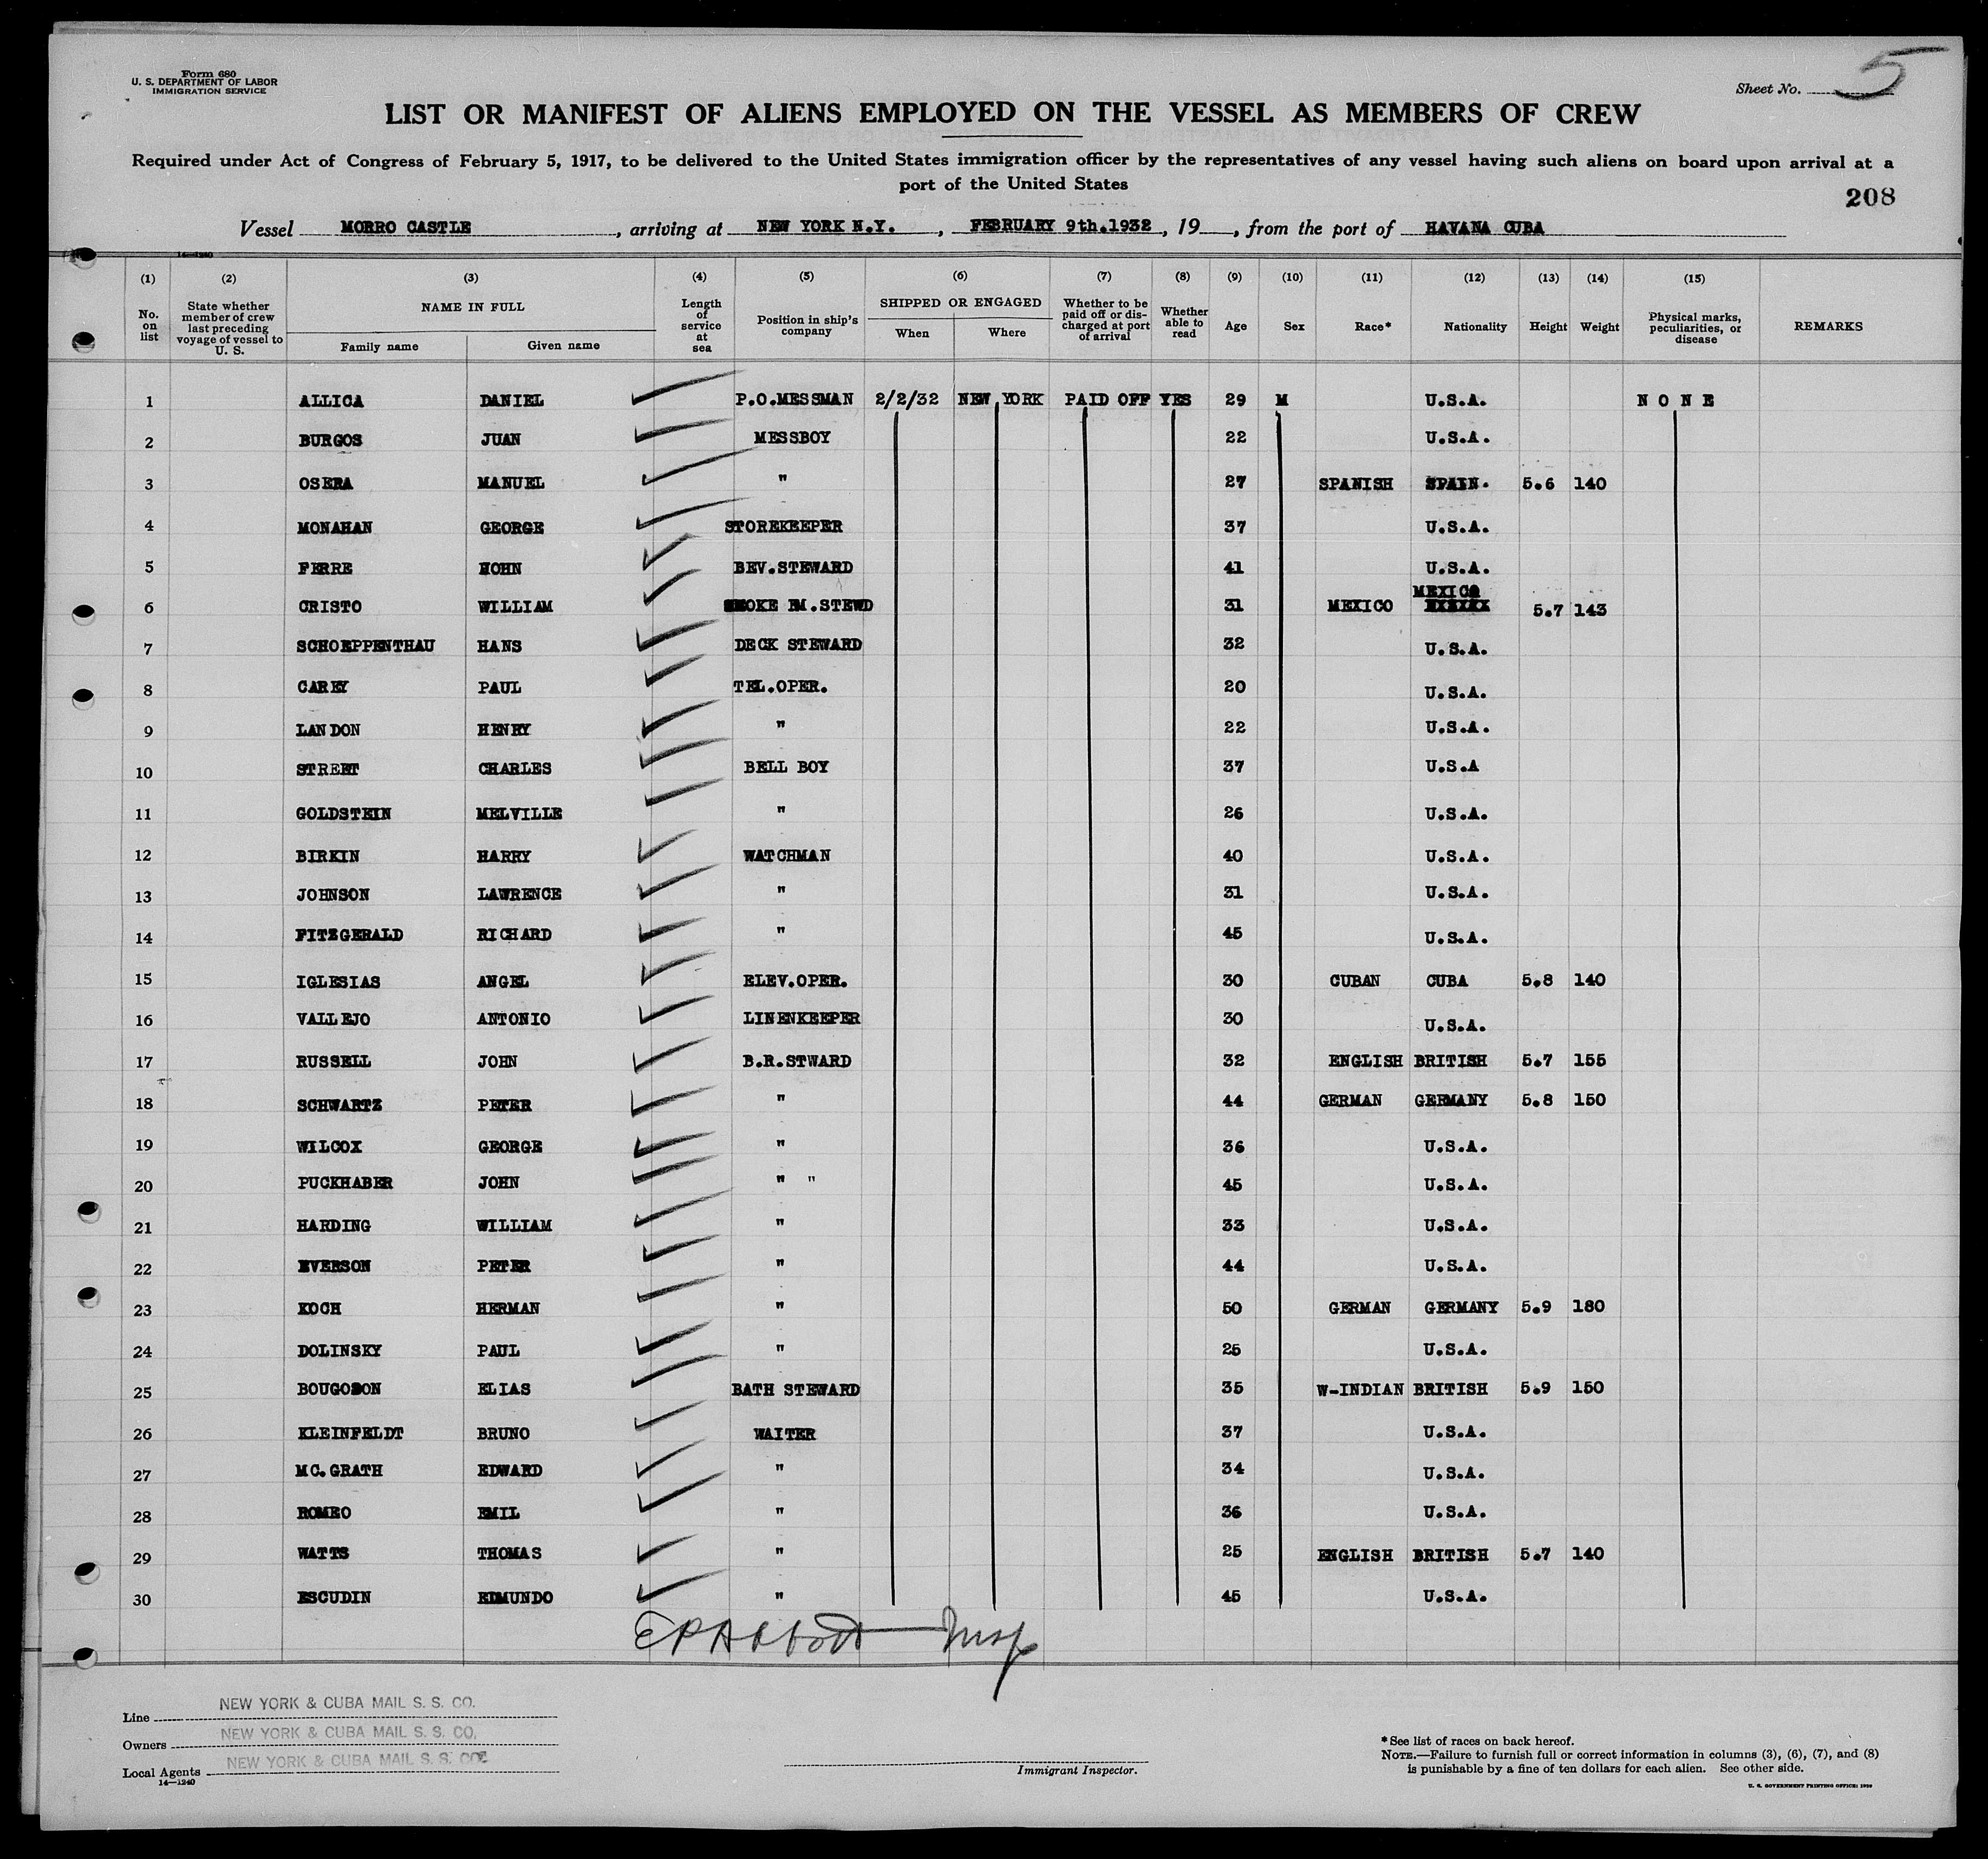 Form 680
U. S. DEPARTMENT OF LABOR
IMMIGRATION SERVICE
Sheet No. 5
LIST OR MANIFEST OF ALIENS EMPLOYED ON THE VESSEL AS MEMBERS OF CREW
Required under Act of Congress of February 5, 1917, to be delivered to the United States immigration officer by the representatives of any vessel having such aliens on board upon arrival at a
port of the United States
208
Vessel MORRO CASTLE, arriving at NEW YORK N.Y., FEBRUARY 9th.1932, 19, from the port of HAVANA CUBA
14-1240
(1) (2) (3) (4) (5) (6) (7) (8) (9) (10) (11) (12) (13) (14) (15)
No. on list State whether member of crew last preceding voyage of vessel to U. S. NAME IN FULL Family name Given name Length of service at sea Position in ship's company SHIPPED OR ENGAGED When Where Whether to be paid off or discharged at port of arrival Whether able to read Age Sex Race* Nationality Height Weight Physical marks, peculiarities, or disease REMARKS
1 ALLICA DANIEL P.O.MESSMAN 2/2/32 NEW YORK PAID OFF YES 29 M U.S.A. NONE
2 BURGOS JUAN MESSBOY 22 U.S.A.
3 OSERA MANUEL " 27 SPANISH SPAIN. 5.6 140
4 MONAHAN GEORGE STOREKEEPER 37 U.S.A.
5 FERRE HOHN BEV.STEWARD 41 U.S.A.
6 CRISTO WILLIAM SMOKE RM.STEWD 31 MEXICO MEXICO 5.7 143
7 SCHOEPPENTHAU HANS DECK STEWARD 32 U.S.A.
8 CAREY PAUL TEL.OPER. 20 U.S.A.
9 LANDON HENRY " 22 U.S.A.
10 STREET CHARLES BELL BOY 37 U.S.A
11 GOLDSTEIN MELVILLE " 26 U.S.A.
12 BIRKIN HARRY WATCHMAN 40 U.S.A.
13 JOHNSON LAWRENCE " 31 U.S.A.
14 FITZGERALD RICHARD " 45 U.S.A.
15 IGLESIAS ANGEL ELEV.OPER. 30 CUBAN CUBA 5.8 140
16 VALLEJO ANTONIO LINENKEEPER 30 U.S.A.
17 RUSSELL JOHN B.R.STWARD 32 ENGLISH BRITISH 5.7 155
18 SCHWARTZ PETER " 44 GERMAN GERMANY 5.8 150
19 WILCOX GEORGE " 36 U.S.A.
20 PUCKHABER JOHN " " 45 U.S.A.
21 HARDING WILLIAM " 33 U.S.A.
22 EVERSON PETER " 44 U.S.A.
23 KOCH HERMAN " 50 GERMAN GERMANY 5.9 180
24 DOLINSKY PAUL " 25 U.S.A.
25 BOUGODON ELIAS BATH STEWARD 35 W-INDIAN BRITISH 5.9 150
26 KLEINFELDT BRUNO WAITER 37 U.S.A.
27 MC.GRATH EDWARD " 34 U.S.A.
28 ROMEO EMIL " 36 U.S.A.
29 WATTS THOMAS " 25 ENGLISH BRITISH 5.7 140
30 ESCUDIN EDMUNDO " 45 U.S.A.
E P Abbott Insp
Line NEW YORK & CUBA MAIL S. S. CO.
Owners NEW YORK & CUBA MAIL S. S. CO.
Local Agents NEW YORK & CUBA MAIL S. S. CO.
14-1240
Immigrant Inspector.
*See list of races on back hereof.
NOTE.—Failure to furnish full or correct information in columns (3), (6), (7), and (8)
is punishable by a fine of ten dollars for each alien. See other side.
U. S. GOVERNMENT PRINTING OFFICE: 1929